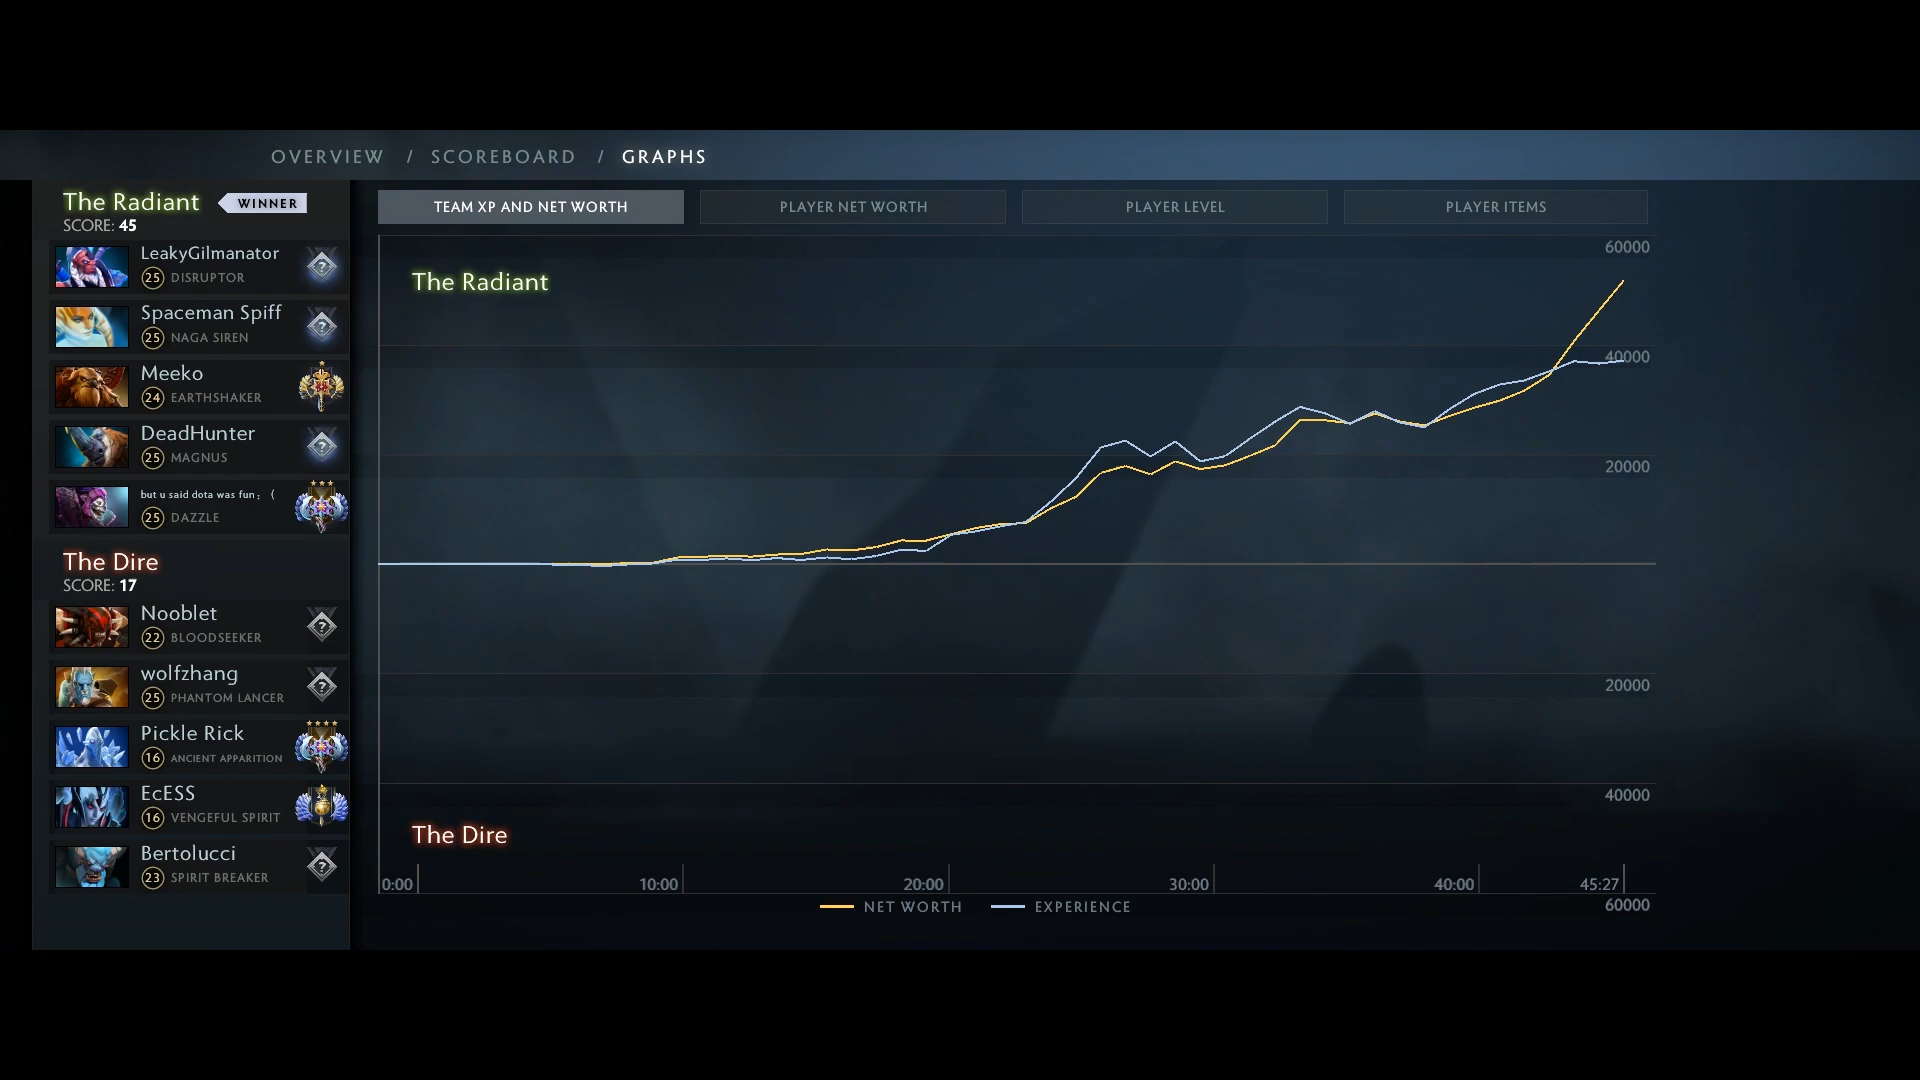 OVERVIEW / SCOREBOARD / GRAPHS
The Radiant WINNER
SCORE: 45
LeakyGilmanator
25 DISRUPTOR
Spaceman Spiff
25 NAGA SIREN
Meeko
24 EARTHSHAKER
DeadHunter
25 MAGNUS
but u said dota was fun; (
25 DAZZLE
The Dire
SCORE: 17
Nooblet
22 BLOODSEEKER
wolfzhang
25 PHANTOM LANCER
Pickle Rick
16 ANCIENT APPARITION
EcESS
16 VENGEFUL SPIRIT
Bertolucci
23 SPIRIT BREAKER
TEAM XP AND NET WORTH PLAYER NET WORTH PLAYER LEVEL PLAYER ITEMS
60000
The Radiant
40000
20000
20000
40000
The Dire
0:00 10:00 20:00 30:00 40:00 45:27
NET WORTH EXPERIENCE 60000